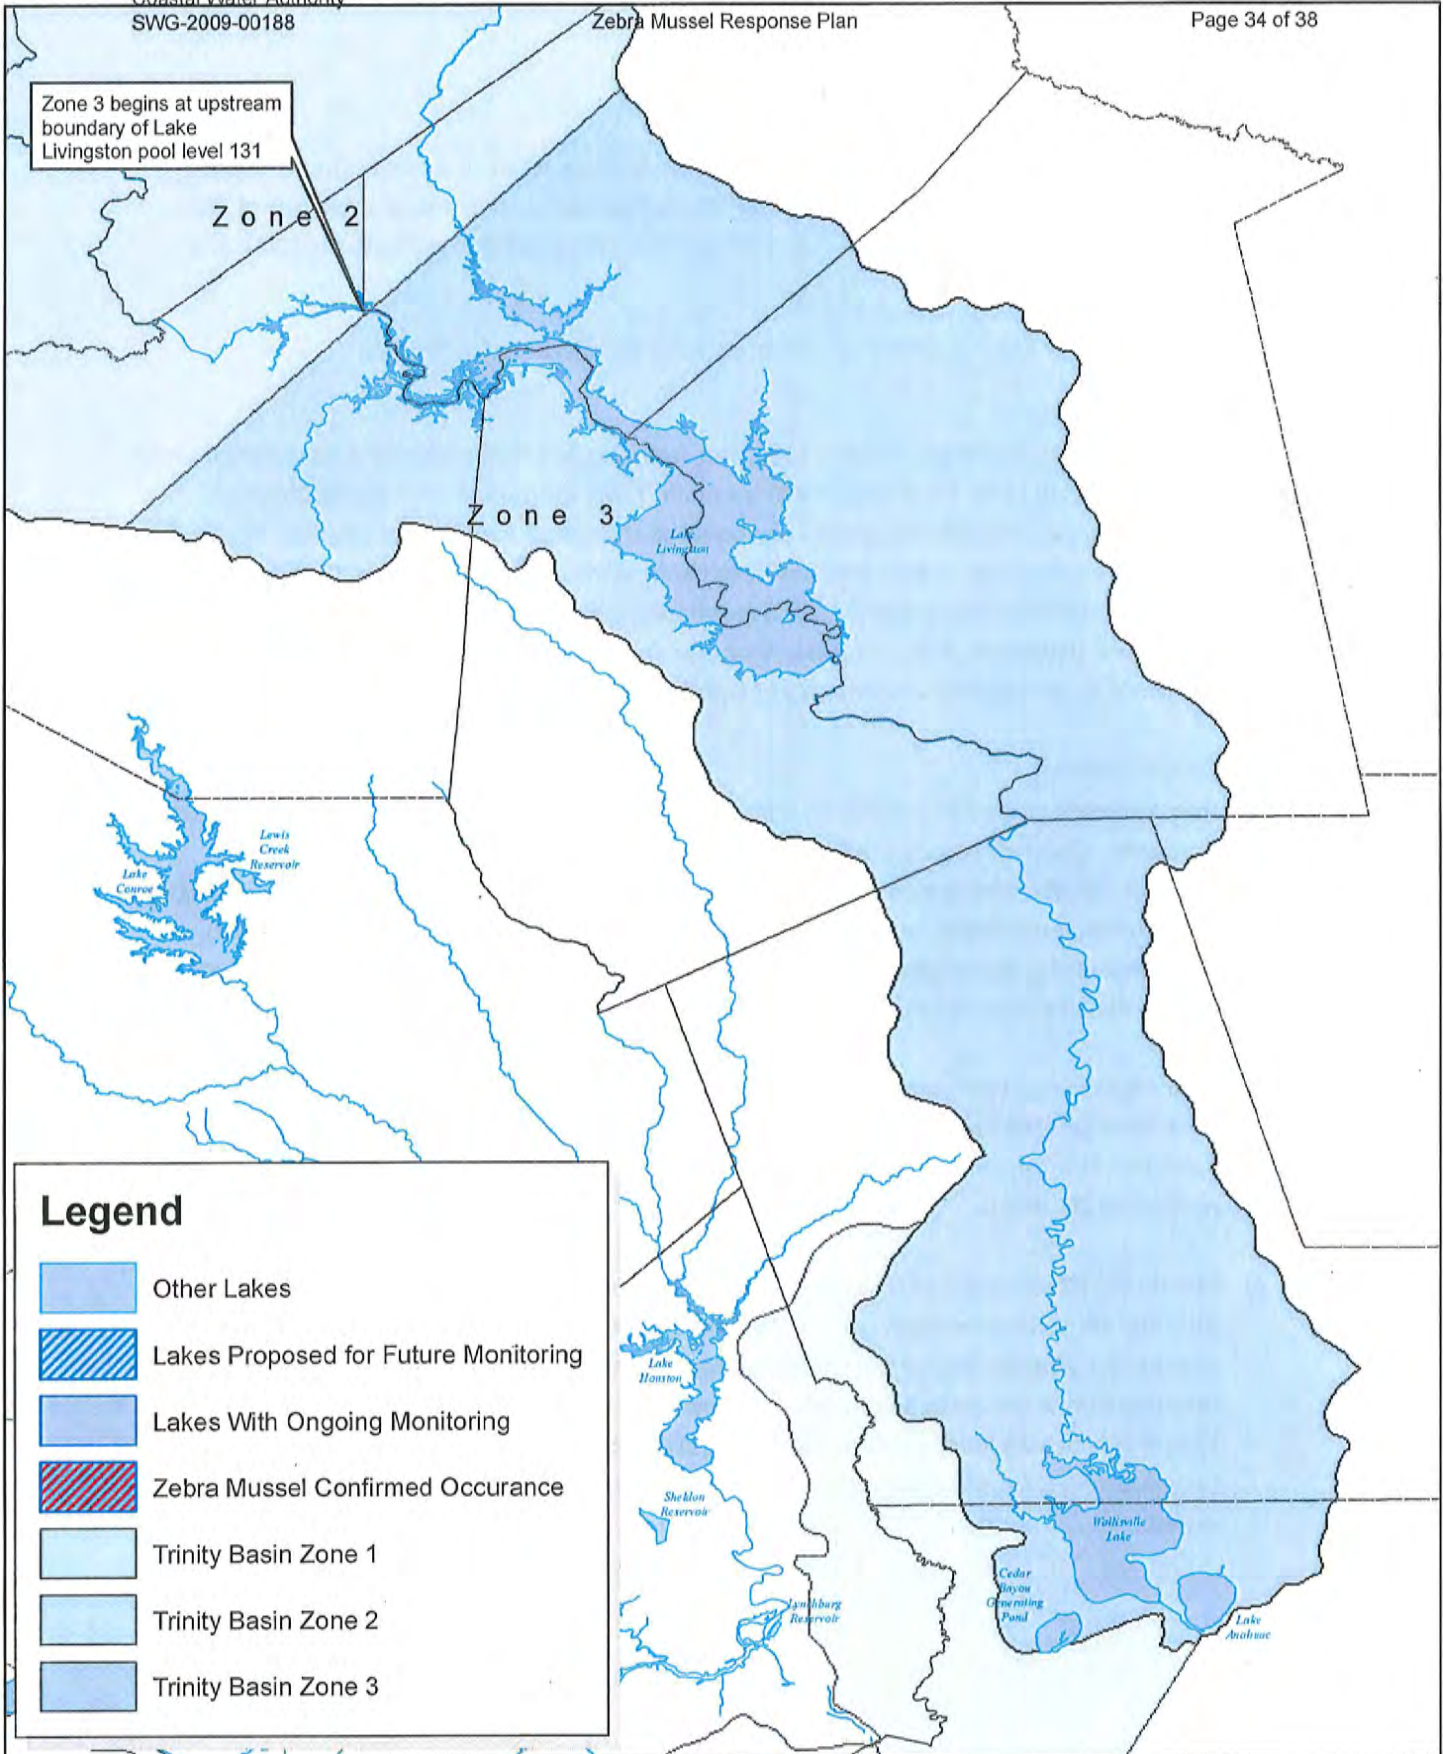 Coastal Water Authority
SWG-2009-00188
Zebra Mussel Response Plan
Page 34 of 38
Zone 3 begins at upstream
boundary of Lake
Livingston pool level 131
Zone 2
Zone 3
Lake
Livingston
Lewis
Creek
Reservoir
Lake
Conroe
Lake
Houston
Sheldon
Reservoir
Lynchburg
Reservoir
Cedar
Bayou
Generating
Pond
Wallisville
Lake
Lake
Anahuac
Legend
Other Lakes
Lakes Proposed for Future Monitoring
Lakes With Ongoing Monitoring
Zebra Mussel Confirmed Occurance
Trinity Basin Zone 1
Trinity Basin Zone 2
Trinity Basin Zone 3